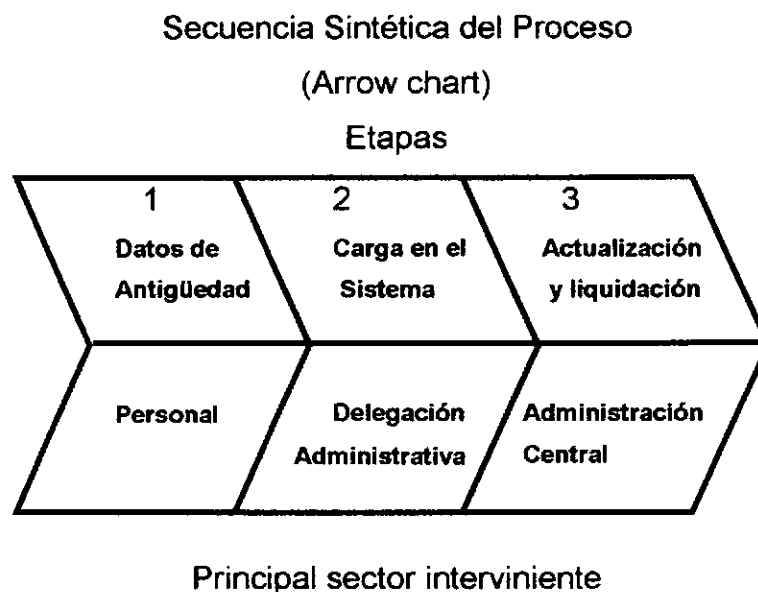 Secuencia Sintética del Proceso
(Arrow chart)
Etapas
1
Datos de
Antigüedad
2
Carga en el
Sistema
3
Actualización
y liquidación
Personal
Delegación
Administrativa
Administración
Central
Principal sector interviniente